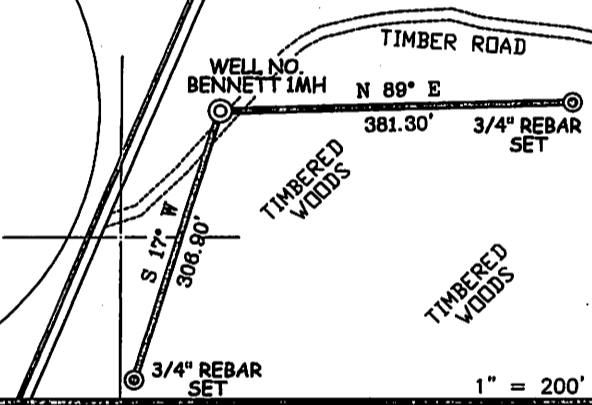 TIMBER ROAD
WELL NO.
BENNETT 1MH
N 89° E
381.30'
3/4" REBAR
SET
TIMBERED
WOODS
S 17° W
306.90'
TIMBERED
WOODS
3/4" REBAR
SET
1" = 200'